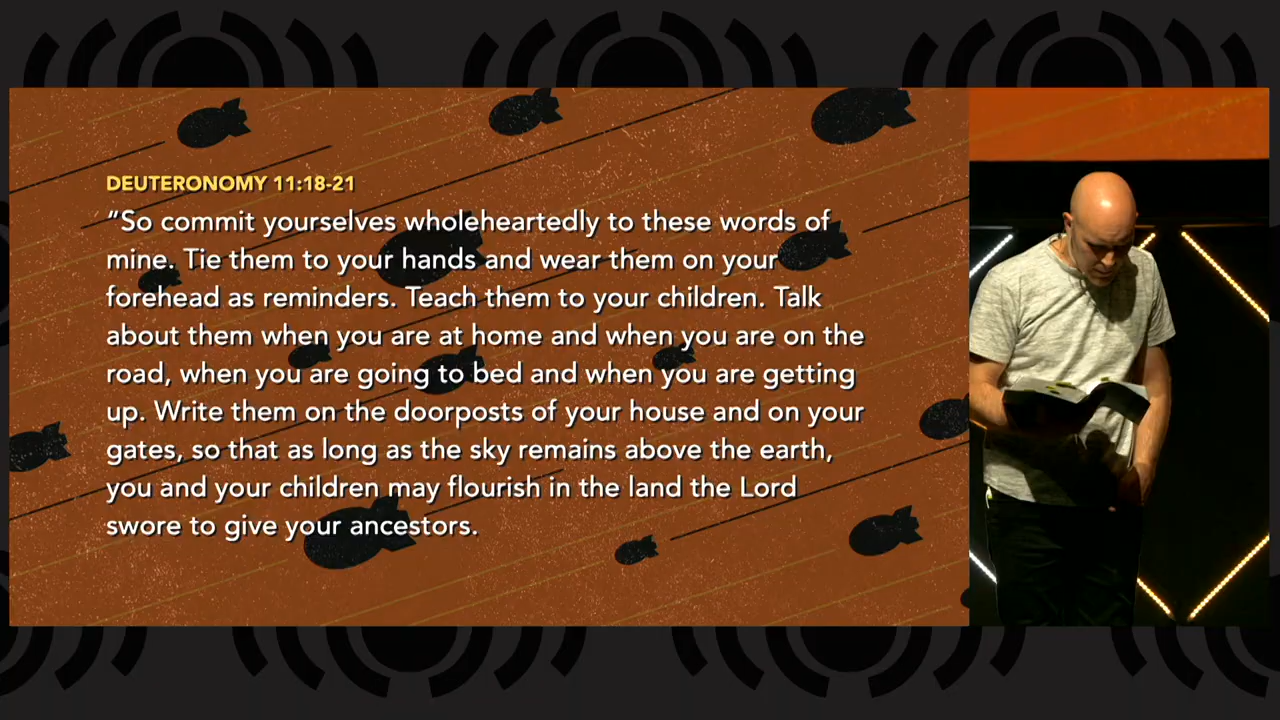 DEUTERONOMY 11:18-21
“So commit yourselves wholeheartedly to these words of
mine. Tie them to your hands and wear them on your
forehead as reminders. Teach them to your children. Talk
about them when you are at home and when you are on the
road, when you are going to bed and when you are getting
up. Write them on the doorposts of your house and on your
gates, so that as long as the sky remains above the earth,
you and your children may flourish in the land the Lord
swore to give your ancestors.